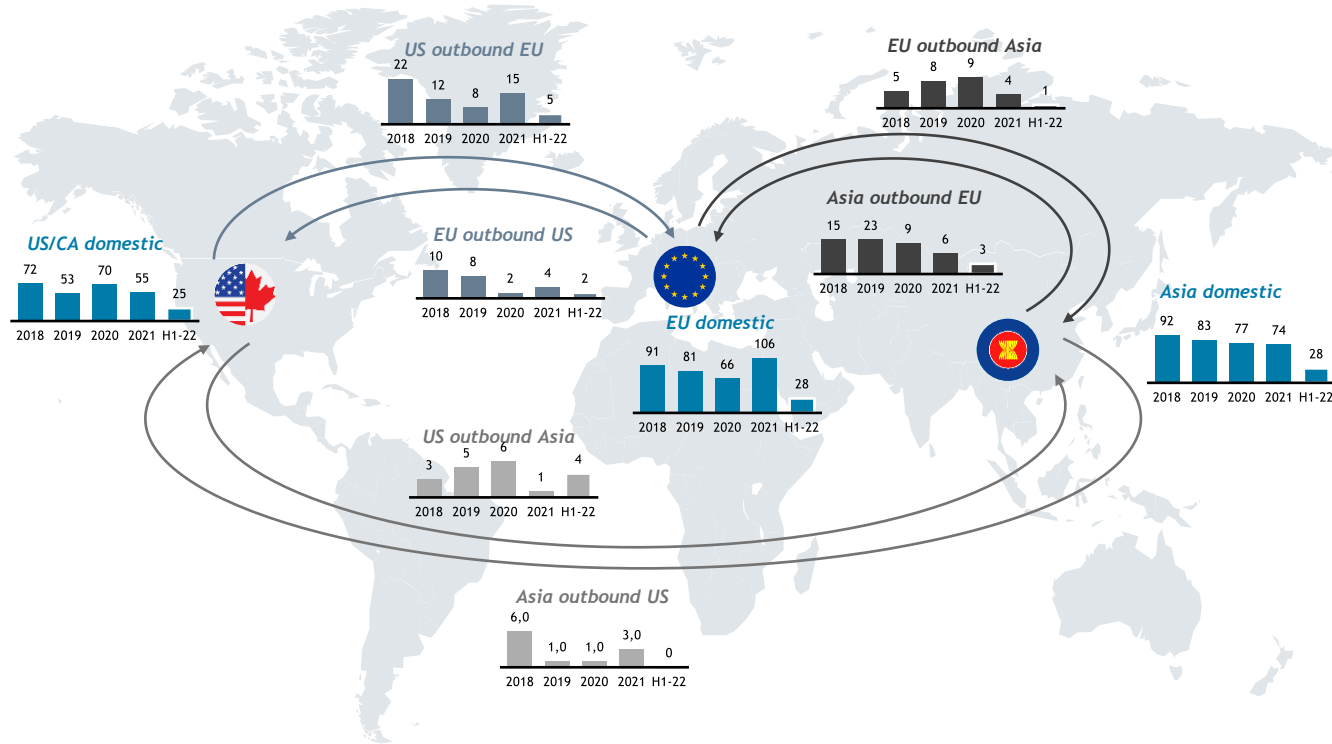 US outbound EU
22 12 8 15 5
2018 2019 2020 2021 H1-22
EU outbound Asia
5 8 9 4 1
2018 2019 2020 2021 H1-22
Asia outbound EU
15 23 9 6 3
2018 2019 2020 2021 H1-22
US/CA domestic
72 53 70 55 25
2018 2019 2020 2021 H1-22
EU outbound US
10 8 2 4 2
2018 2019 2020 2021 H1-22
EU domestic
91 81 66 106 28
2018 2019 2020 2021 H1-22
Asia domestic
92 83 77 74 28
2018 2019 2020 2021 H1-22
US outbound Asia
3 5 6 1 4
2018 2019 2020 2021 H1-22
Asia outbound US
6,0 1,0 1,0 3,0 0
2018 2019 2020 2021 H1-22